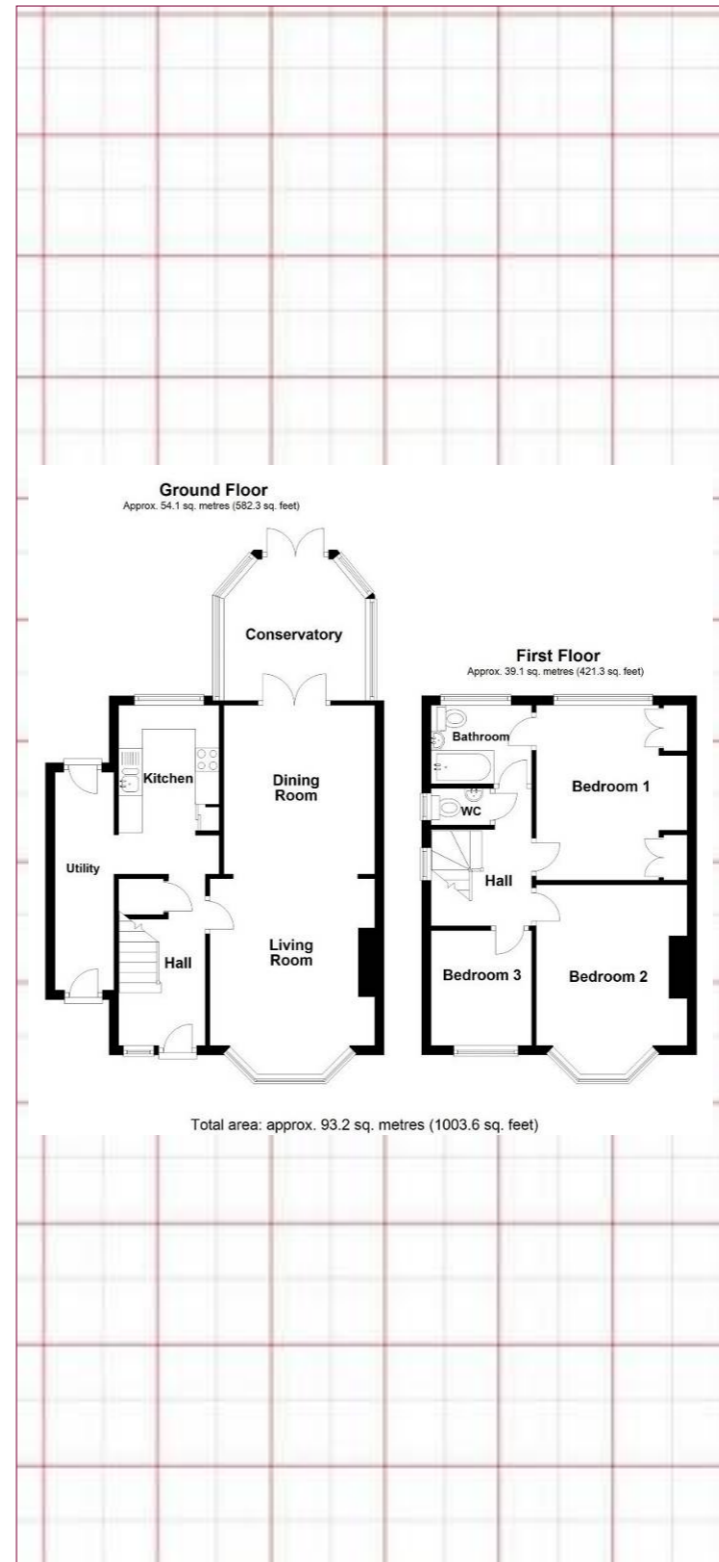 Ground Floor
Approx. 54.1 sq. metres (582.3 sq. feet)
Conservatory
Kitchen
Dining
Room
Utility
Hall
Living
Room
First Floor
Approx. 39.1 sq. metres (421.3 sq. feet)
Bathroom
Bedroom 1
WC
Hall
Bedroom 3
Bedroom 2
Total area: approx. 93.2 sq. metres (1003.6 sq. feet)